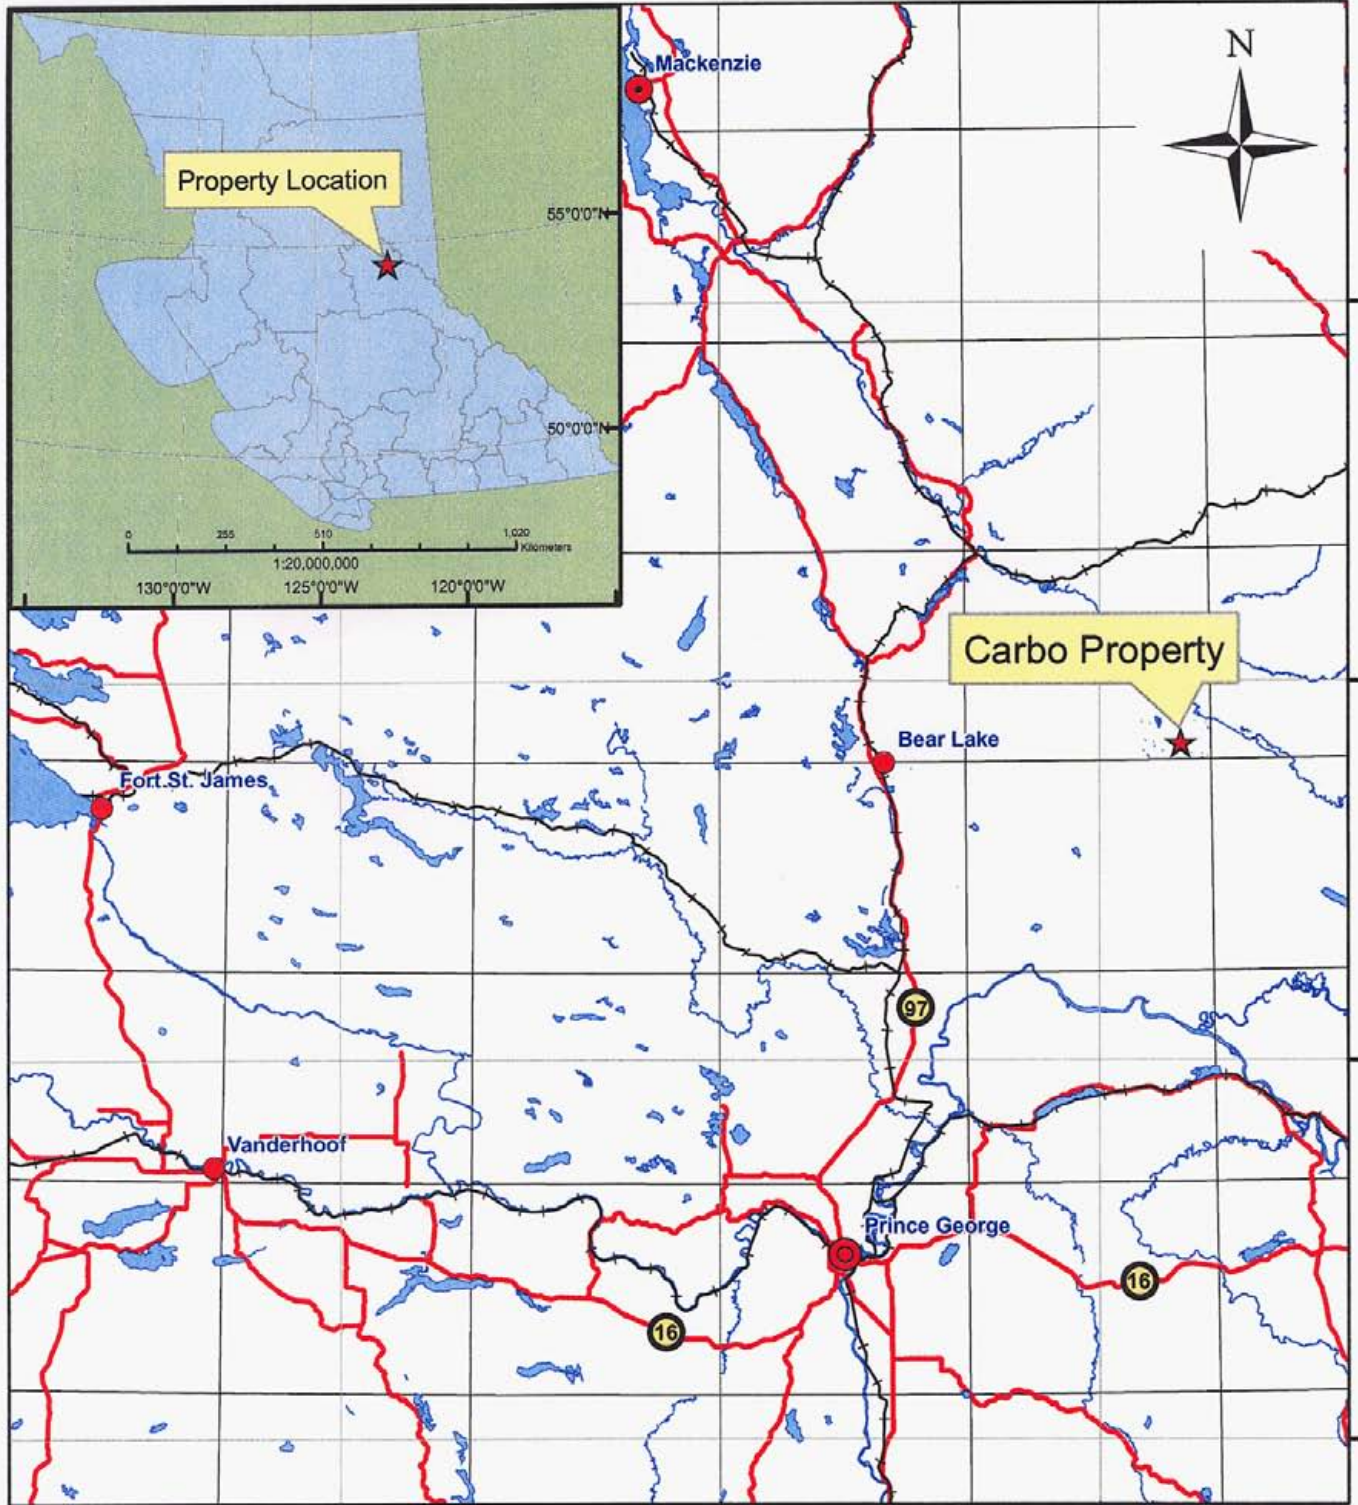 Mackenzie
N
Property Location
55°0'0"N
50°0'0"N
0 255 510 1,020
Kilometers
1:20,000,000
130°0'0"W 125°0'0"W 120°0'0"W
Carbo Property
Bear Lake
Fort St. James
97
Vanderhoof
Prince George
16
16